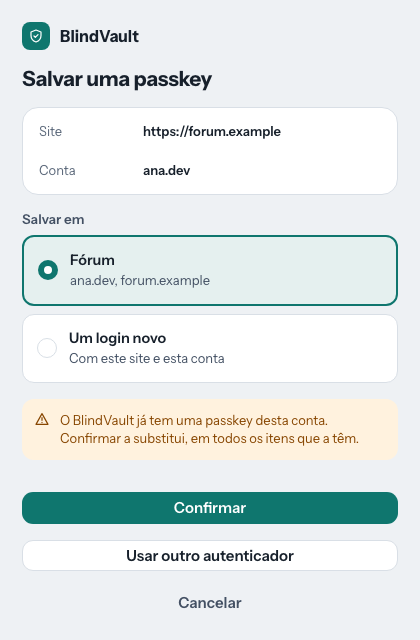 BlindVault
Salvar uma passkey
Site https://forum.example
Conta ana.dev
Salvar em
Fórum
ana.dev, forum.example
Um login novo
Com este site e esta conta
O BlindVault já tem uma passkey desta conta.
Confirmar a substitui, em todos os itens que a têm.
Confirmar
Usar outro autenticador
Cancelar